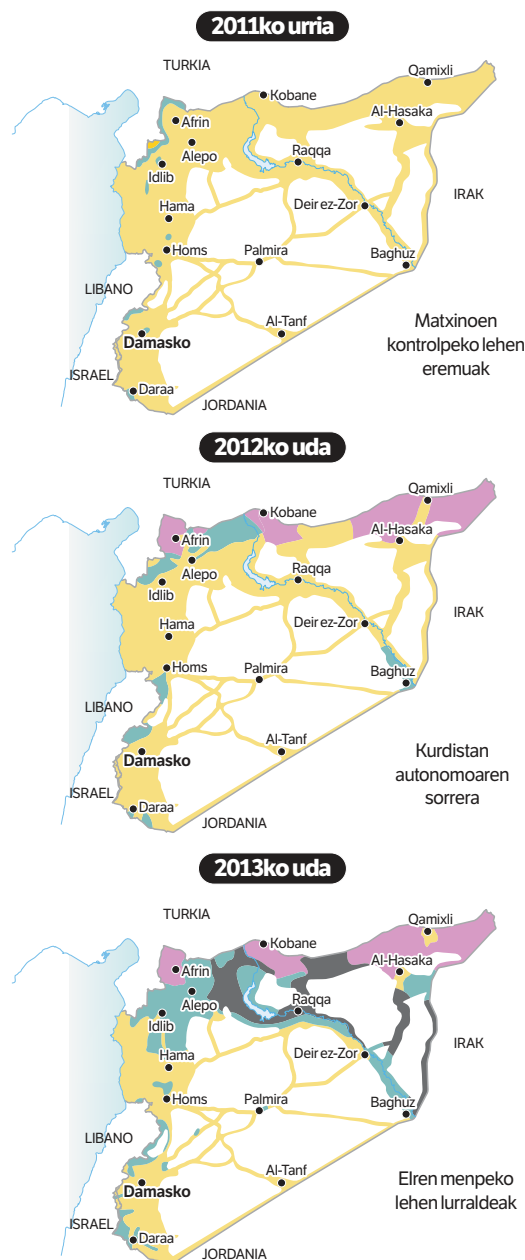 2011ko urria
TURKIA
Qamixli
Kobane
Al-Hasaka
Afrin
Alepo
Raqqa
Idlib
IRAK
Deir ez-Zor
Hama
Homs
Palmira
Baghuz
LIBANO
Al-Tanf
Matxinoen
kontrolpeko lehen
eremuak
Damasko
ISRAEL
Daraa
JORDANIA
2012ko uda
TURKIA
Qamixli
Kobane
Al-Hasaka
Afrin
Alepo
Raqqa
Idlib
IRAK
Deir ez-Zor
Hama
Homs
Palmira
Baghuz
LIBANO
Al-Tanf
Damasko
Kurdistan
autonomoaren
sorrera
ISRAEL
Daraa
JORDANIA
2013ko uda
TURKIA
Qamixli
Kobane
Al-Hasaka
Afrin
Alepo
Raqqa
Idlib
IRAK
Deir ez-Zor
Hama
Homs
Palmira
Baghuz
LIBANO
Al-Tanf
Damasko
EIren menpeko
lehen lurraldeak
ISRAEL
Daraa
JORDANIA